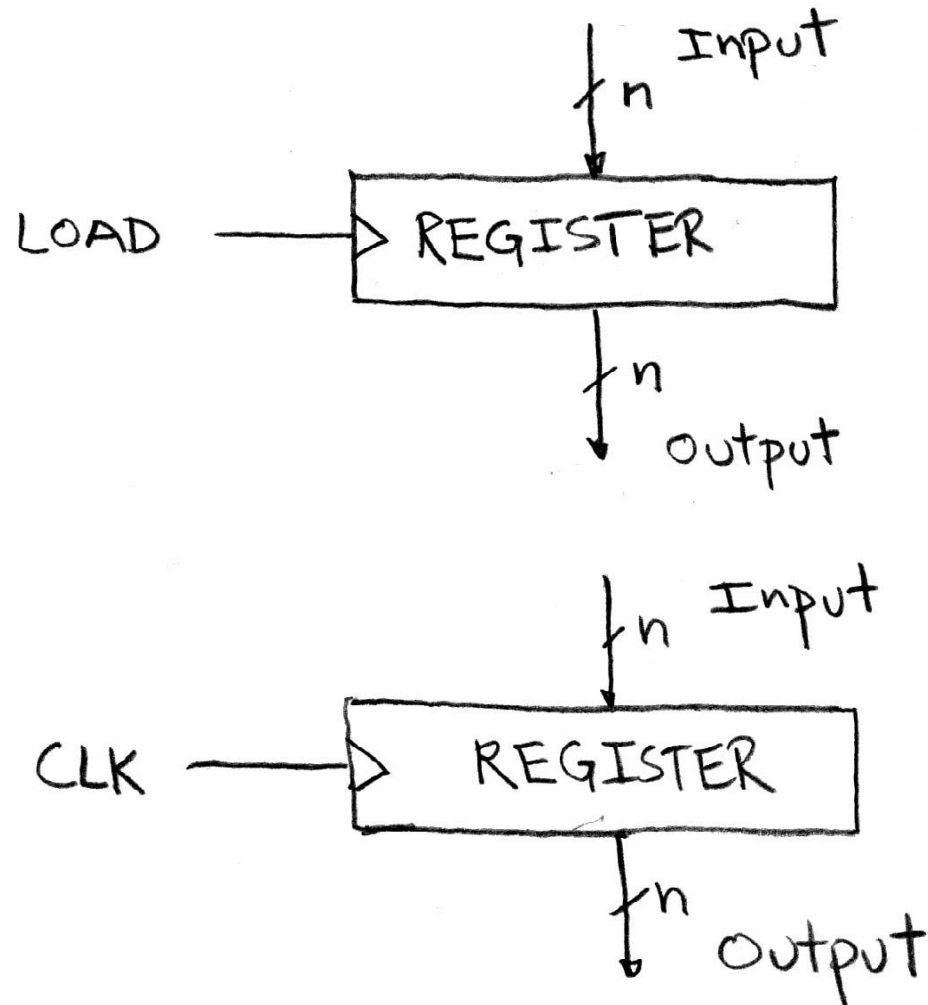 Input
n
LOAD
REGISTER
n
Output
Input
n
CLK
REGISTER
n
Output